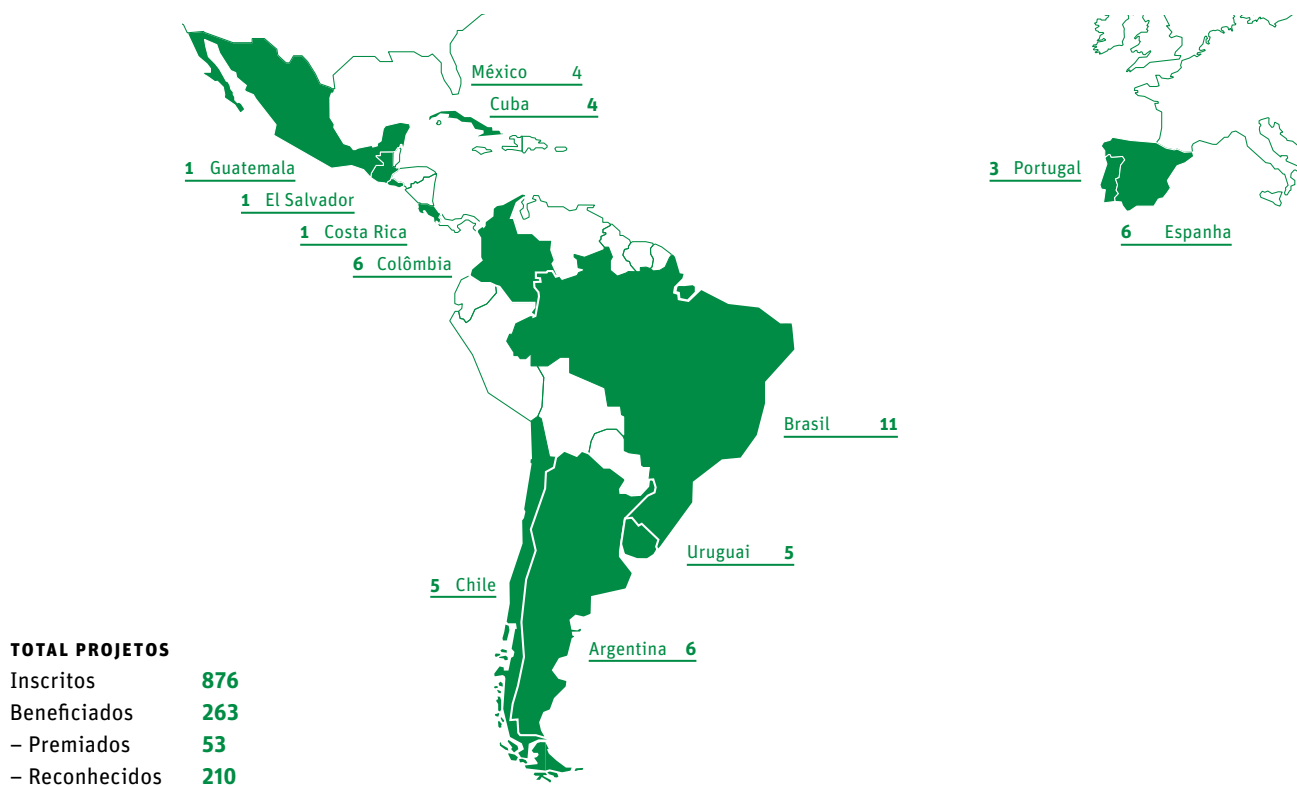 México 4
Cuba 4
1 Guatemala
3 Portugal
1 El Salvador
1 Costa Rica
6 Espanha
6 Colômbia
Brasil 11
Uruguai 5
5 Chile
Argentina 6
TOTAL PROJETOS
Inscritos 876
Beneficiados 263
– Premiados 53
– Reconhecidos 210